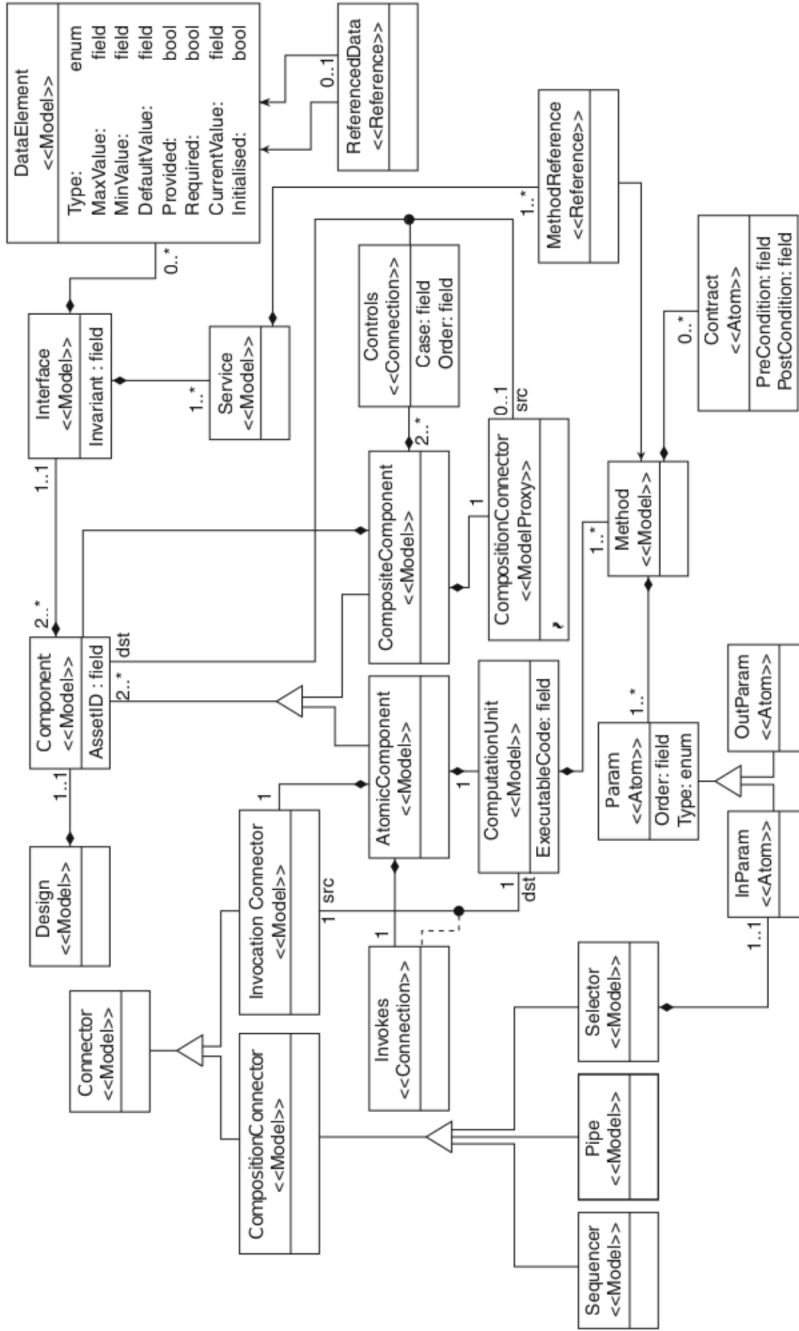 Connector
<<Model>>
Design
<<Model>>
1..1
Component
<<Model>>
AssetID : field
2..*
2..*
dst
1..1
Interface
<<Model>>
Invariant : field
0..*
DataElement
<<Model>>
Type: enum
MaxValue: field
MinValue: field
DefaultValue: field
Provided: bool
Required: bool
CurrentValue: field
Initialised: bool
1..*
Service
<<Model>>
0..1
ReferencedData
<<Reference>>
CompositionConnector
<<Model>>
Invocation Connector
<<Model>>
1
src
1
Invokes
<<Connection>>
1
AtomicComponent
<<Model>>
CompositeComponent
<<Model>>
2..*
Controls
<<Connection>>
Case: field
Order: field
1
dst
1
ComputationUnit
<<Model>>
ExecutableCode: field
1
CompositionConnector
<<ModelProxy>>
0..1
src
1..*
MethodReference
<<Reference>>
Sequencer
<<Model>>
Pipe
<<Model>>
Selector
<<Model>>
1..1
InParam
<<Atom>>
OutParam
<<Atom>>
Param
<<Atom>>
Order: field
Type: enum
1..*
1..*
Method
<<Model>>
0..*
Contract
<<Atom>>
PreCondition: field
PostCondition: field